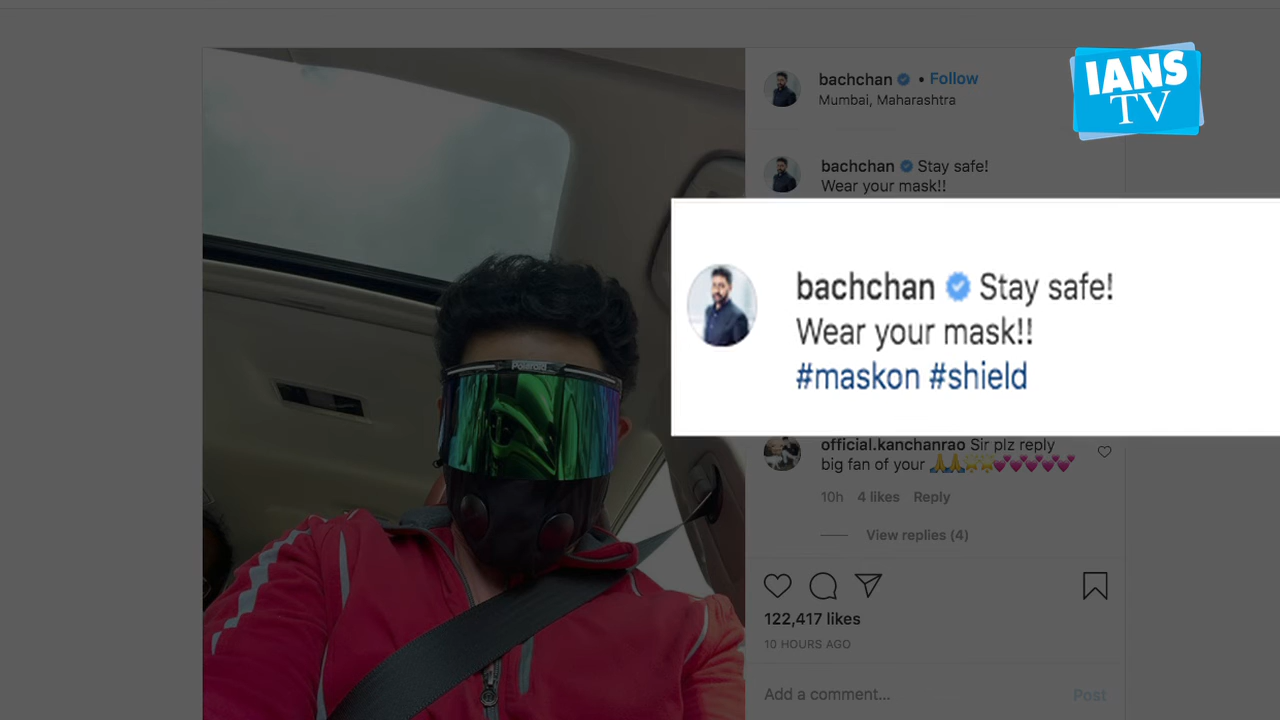 IANS
TV
bachchan • Follow
Mumbai, Maharashtra
bachchan Stay safe!
Wear your mask!!
bachchan Stay safe!
Wear your mask!!
#maskon #shield
Polaroid
official.kanchanrao Sir plz reply
big fan of your 🙏🙏🌟🌟💕💕💕💕💕
10h 4 likes Reply
View replies (4)
122,417 likes
10 HOURS AGO
Add a comment... Post